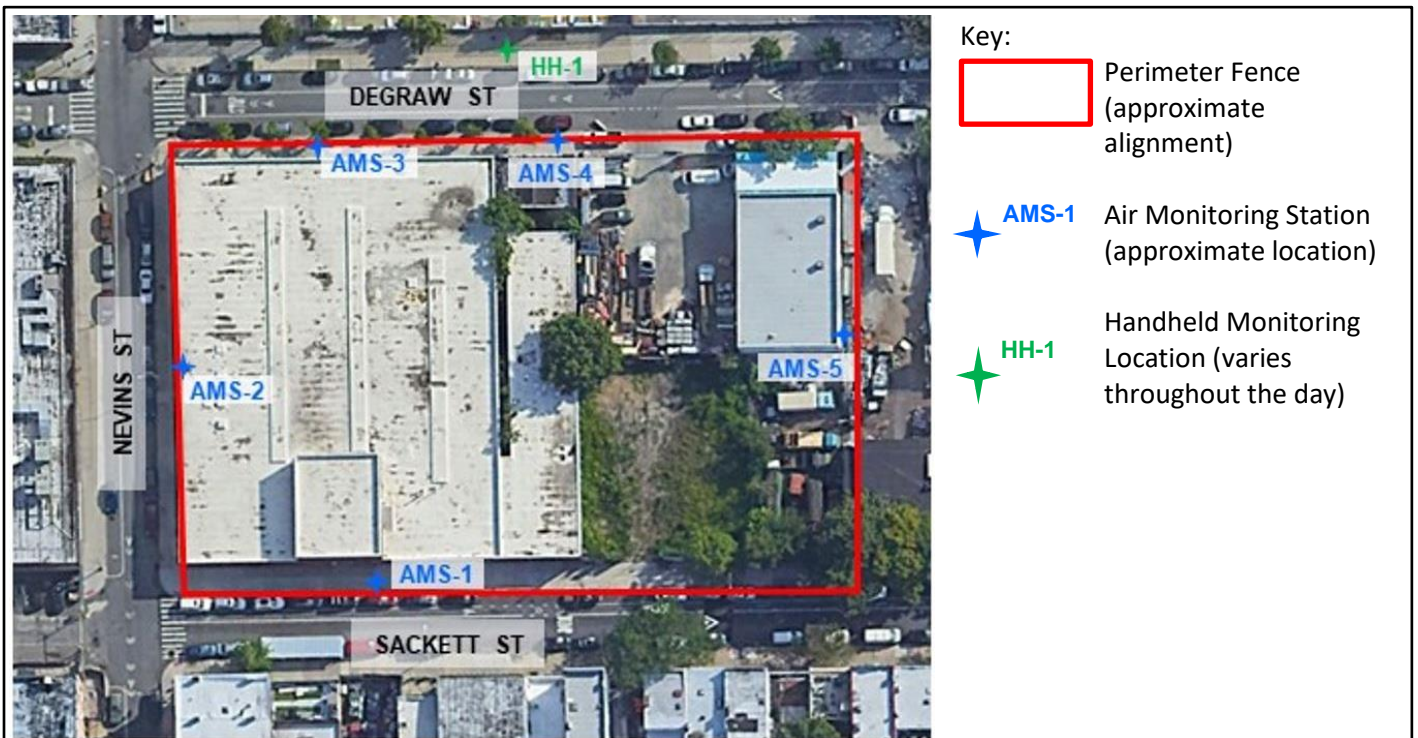 HH-1
DEGRAW ST
AMS-3
AMS-4
AMS-5
AMS-2
NEVINS ST
AMS-1
SACKETT ST
Key:
Perimeter Fence
(approximate
alignment)
AMS-1
Air Monitoring Station
(approximate location)
HH-1
Handheld Monitoring
Location (varies
throughout the day)